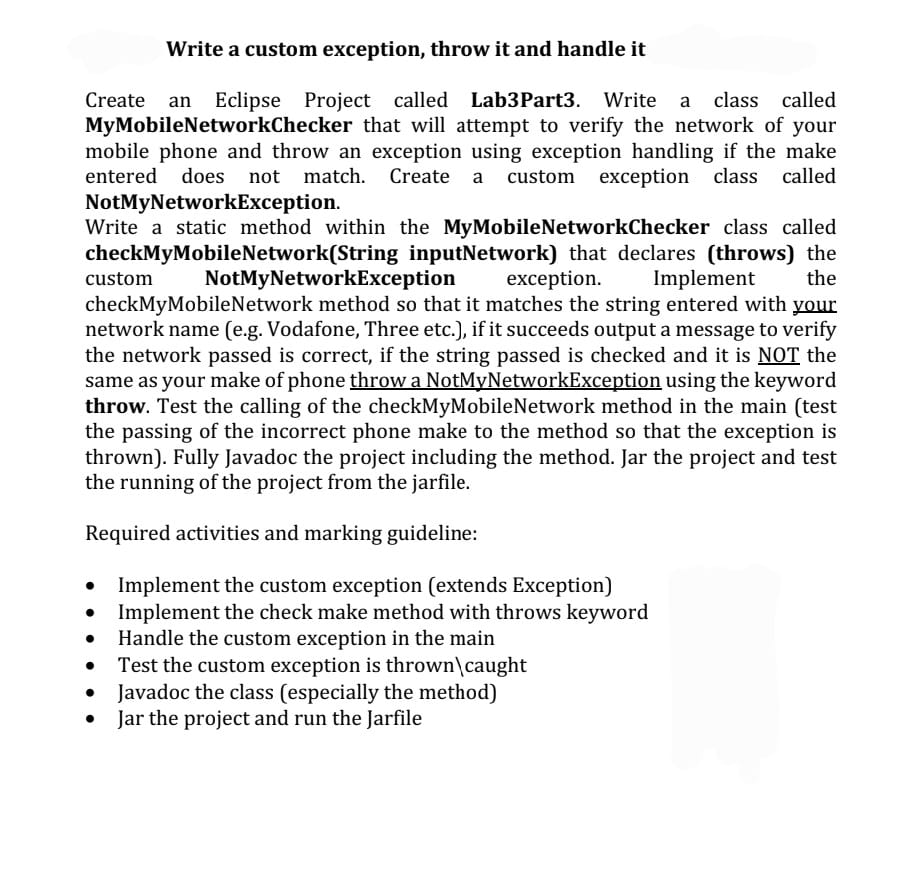 Write a custom exception, throw it and handle it
Create an Eclipse Project called Lab3Part3. Write a class called
MyMobileNetworkChecker that will attempt to verify the network of your
mobile phone and throw an exception using exception handling if the make
entered does not match. Create a custom exception class called
NotMyNetworkException.
Write a static method within the MyMobileNetworkChecker class called
checkMyMobileNetwork(String inputNetwork) that declares (throws) the
custom NotMyNetworkException exception. Implement the
checkMyMobileNetwork method so that it matches the string entered with your
network name (e.g. Vodafone, Three etc.), if it succeeds output a message to verify
the network passed is correct, if the string passed is checked and it is NOT the
same as your make of phone throw a NotMyNetworkException using the keyword
throw. Test the calling of the checkMyMobileNetwork method in the main (test
the passing of the incorrect phone make to the method so that the exception is
thrown). Fully Javadoc the project including the method. Jar the project and test
the running of the project from the jarfile.
Required activities and marking guideline:
• Implement the custom exception (extends Exception)
• Implement the check make method with throws keyword
• Handle the custom exception in the main
• Test the custom exception is thrown\caught
• Javadoc the class (especially the method)
• Jar the project and run the Jarfile